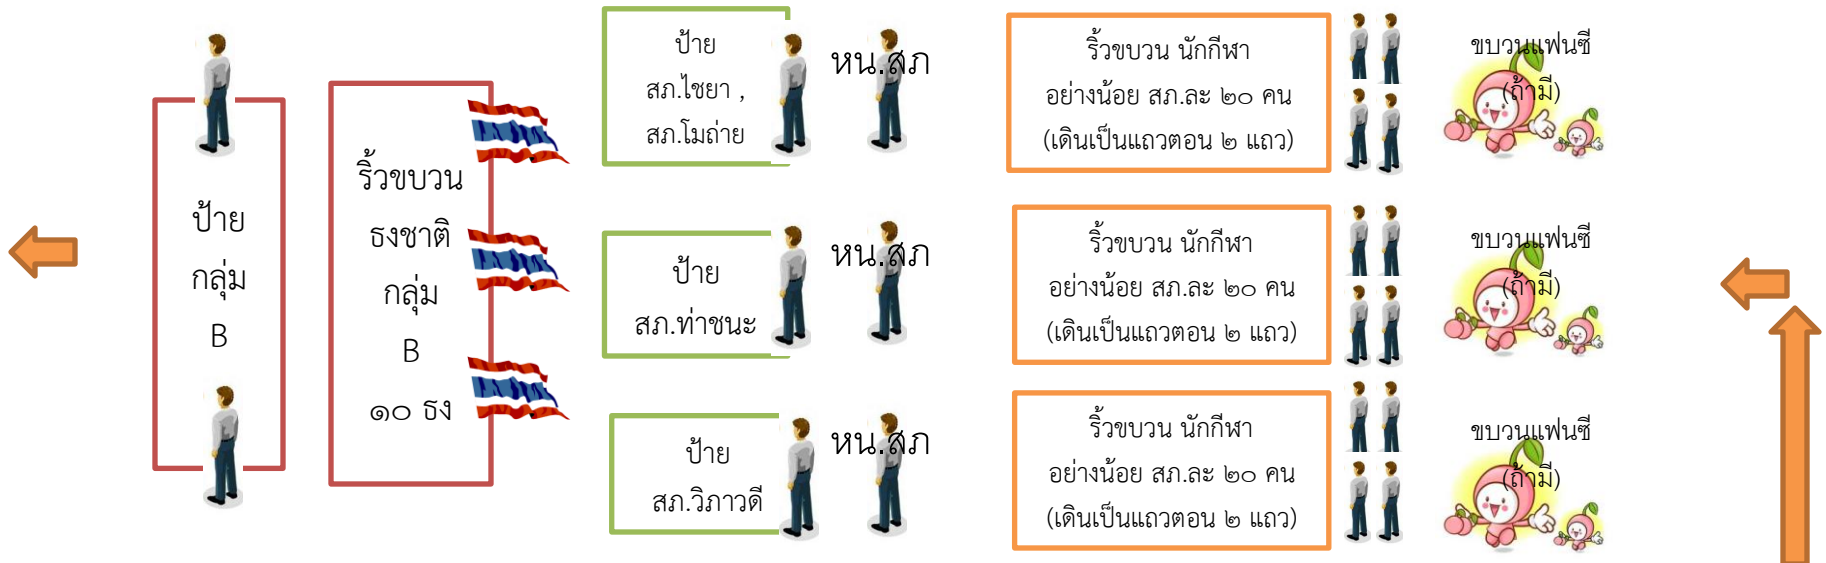 ป้าย
กลุ่ม
B
ริ้วขบวน
ธงชาติ
กลุ่ม
B
๑๐ ธง
ป้าย
สภ.ไชยา ,
สภ.โมถ่าย
หน.สภ
ริ้วขบวน นักกีฬา
อย่างน้อย สภ.ละ ๒๐ คน
(เดินเป็นแถวตอน ๒ แถว)
ขบวนแฟนซี
(ถ้ามี)
ป้าย
สภ.ท่าชนะ
หน.สภ
ริ้วขบวน นักกีฬา
อย่างน้อย สภ.ละ ๒๐ คน
(เดินเป็นแถวตอน ๒ แถว)
ขบวนแฟนซี
(ถ้ามี)
ป้าย
สภ.วิภาวดี
หน.สภ
ริ้วขบวน นักกีฬา
อย่างน้อย สภ.ละ ๒๐ คน
(เดินเป็นแถวตอน ๒ แถว)
ขบวนแฟนซี
(ถ้ามี)